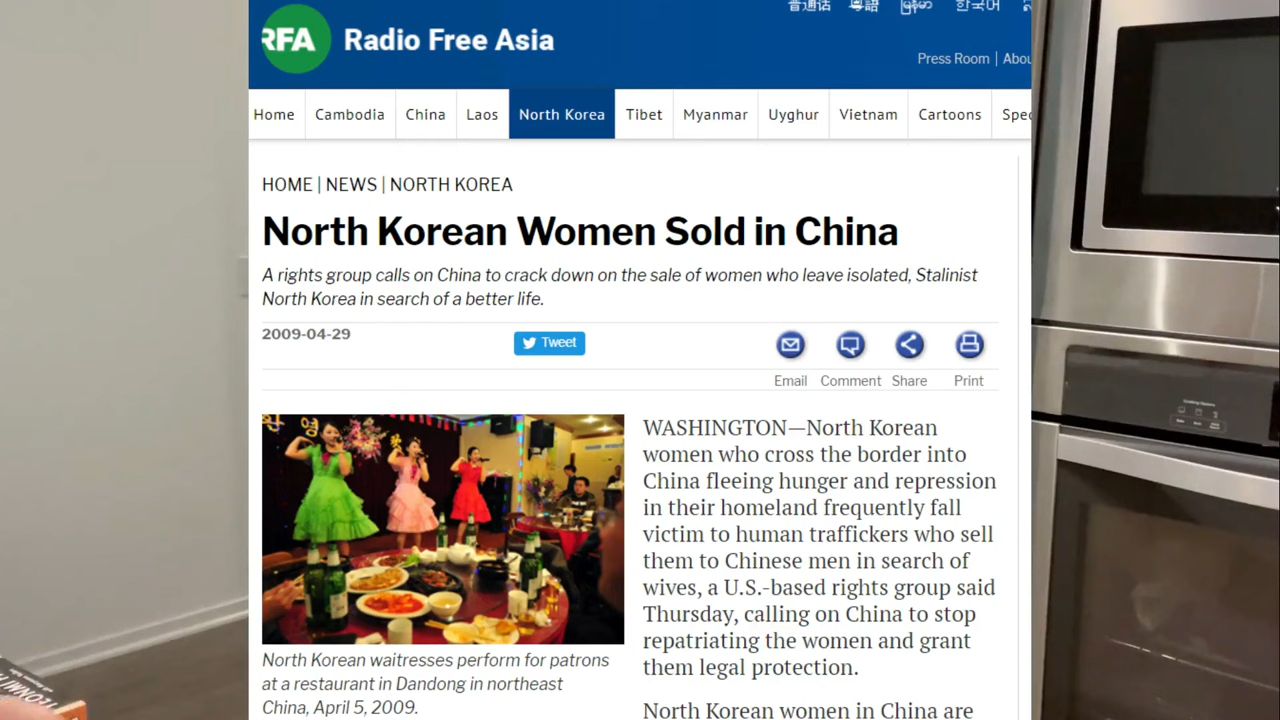 普通话 粵語 မြန်မာ 한국어
RFA Radio Free Asia
Press Room | Abou
Home Cambodia China Laos North Korea Tibet Myanmar Uyghur Vietnam Cartoons Spec
HOME | NEWS | NORTH KOREA
North Korean Women Sold in China
A rights group calls on China to crack down on the sale of women who leave isolated, Stalinist
North Korea in search of a better life.
2009-04-29
Tweet
Email Comment Share Print
WASHINGTON—North Korean
women who cross the border into
China fleeing hunger and repression
in their homeland frequently fall
victim to human traffickers who sell
them to Chinese men in search of
wives, a U.S.-based rights group said
Thursday, calling on China to stop
repatriating the women and grant
them legal protection.
North Korean women in China are
North Korean waitresses perform for patrons
at a restaurant in Dandong in northeast
China, April 5, 2009.